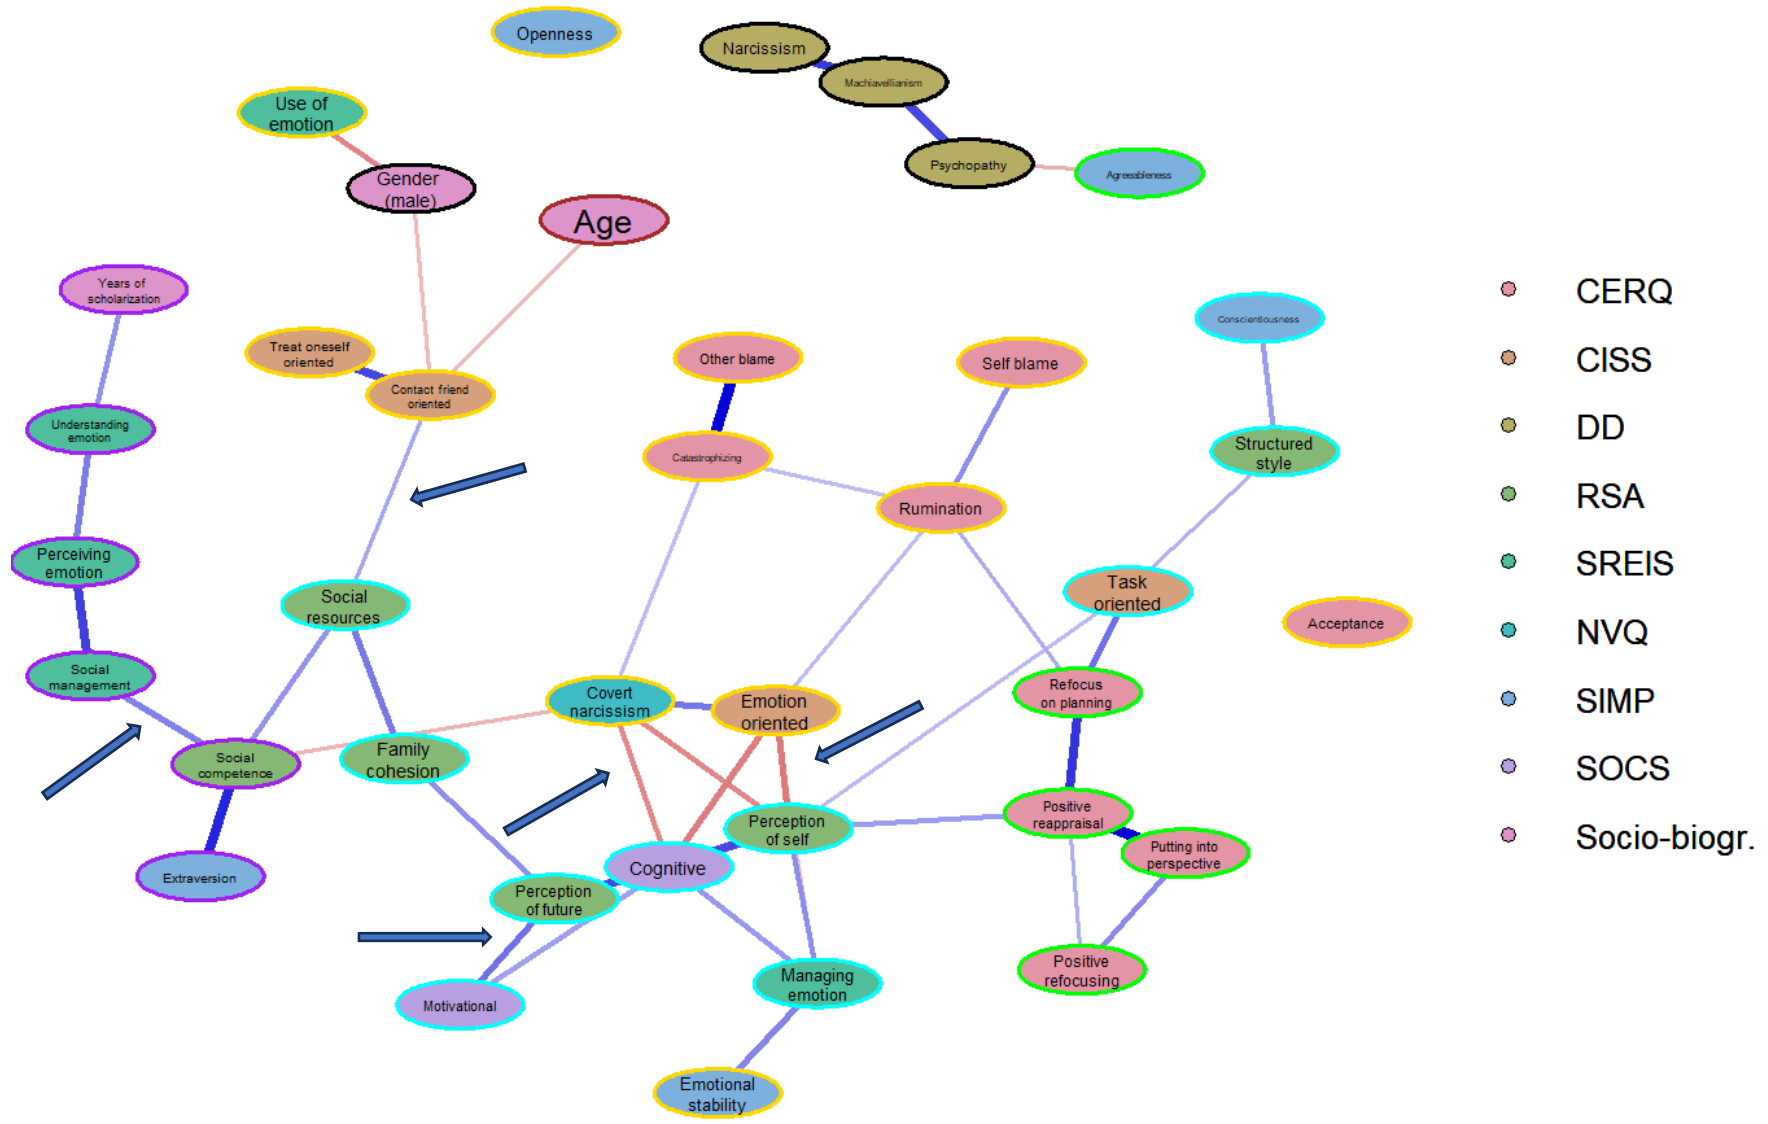 Openness
Narcissism
Machiavellianism
Use of
emotion
Psychopathy
Agreeableness
Gender
(male)
Age
Years of
scholarization
Conscientiousness
Treat oneself
oriented
Other blame
Self blame
Contact friend
oriented
Understanding
emotion
Catastrophizing
Structured
style
Rumination
Perceiving
emotion
Social
resources
Task
oriented
Acceptance
Social
management
Covert
narcissism
Emotion
oriented
Refocus
on planning
Social
competence
Family
cohesion
Perception
of self
Positive
reappraisal
Putting into
perspective
Extraversion
Cognitive
Perception
of future
Motivational
Managing
emotion
Positive
refocusing
Emotional
stability
CERQ
CISS
DD
RSA
SREIS
NVQ
SIMP
SOCS
Socio-biogr.